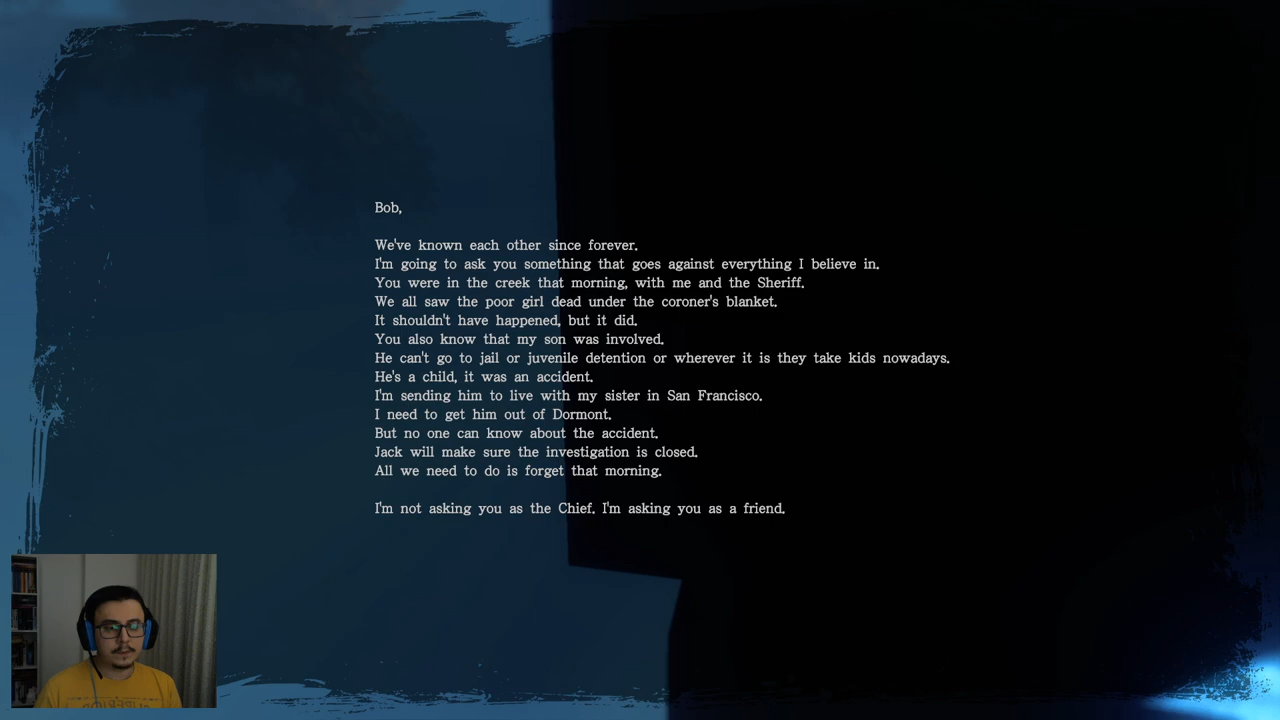 Bob,
We've known each other since forever.
I'm going to ask you something that goes against everything I believe in.
You were in the creek that morning, with me and the Sheriff.
We all saw the poor girl dead under the coroner's blanket.
It shouldn't have happened, but it did.
You also know that my son was involved.
He can't go to jail or juvenile detention or wherever it is they take kids nowadays.
He's a child, it was an accident.
I'm sending him to live with my sister in San Francisco.
I need to get him out of Dormont.
But no one can know about the accident.
Jack will make sure the investigation is closed.
All we need to do is forget that morning.
I'm not asking you as the Chief. I'm asking you as a friend.